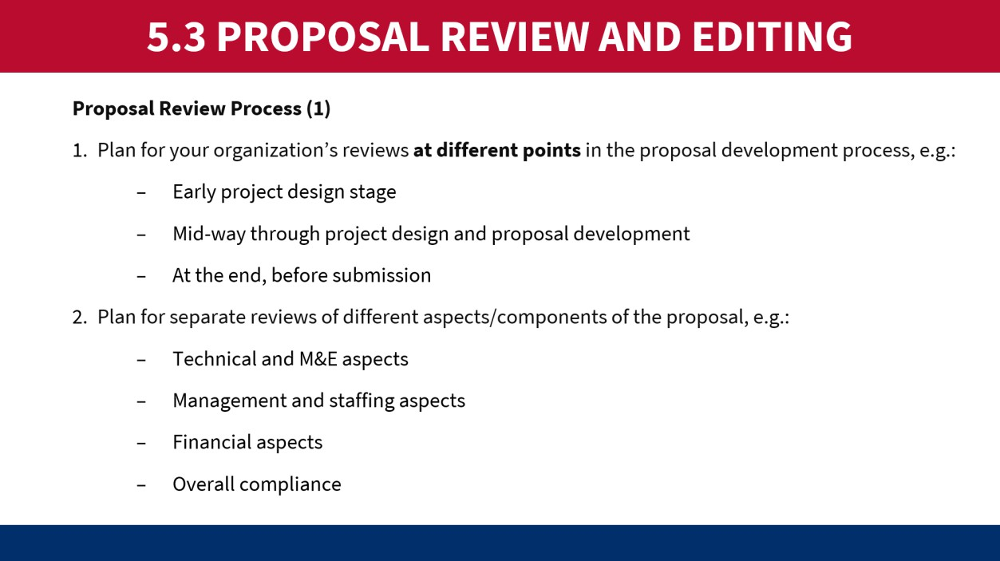 5.3 PROPOSAL REVIEW AND EDITING
Proposal Review Process (1)
1. Plan for your organization’s reviews at different points in the proposal development process, e.g.:
– Early project design stage
– Mid-way through project design and proposal development
– At the end, before submission
2. Plan for separate reviews of different aspects/components of the proposal, e.g.:
– Technical and M&E aspects
– Management and staffing aspects
– Financial aspects
– Overall compliance